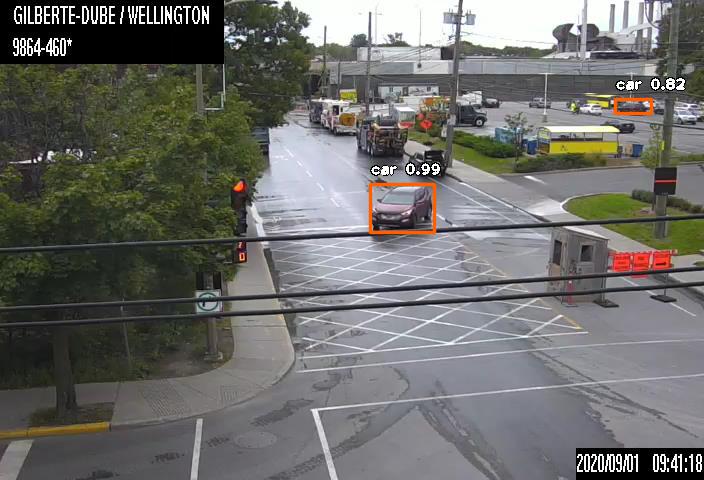 GILBERTE-DUBE / WELLINGTON
9864-460*
car 0.82
car 0.99
2020/09/01 09:41:18